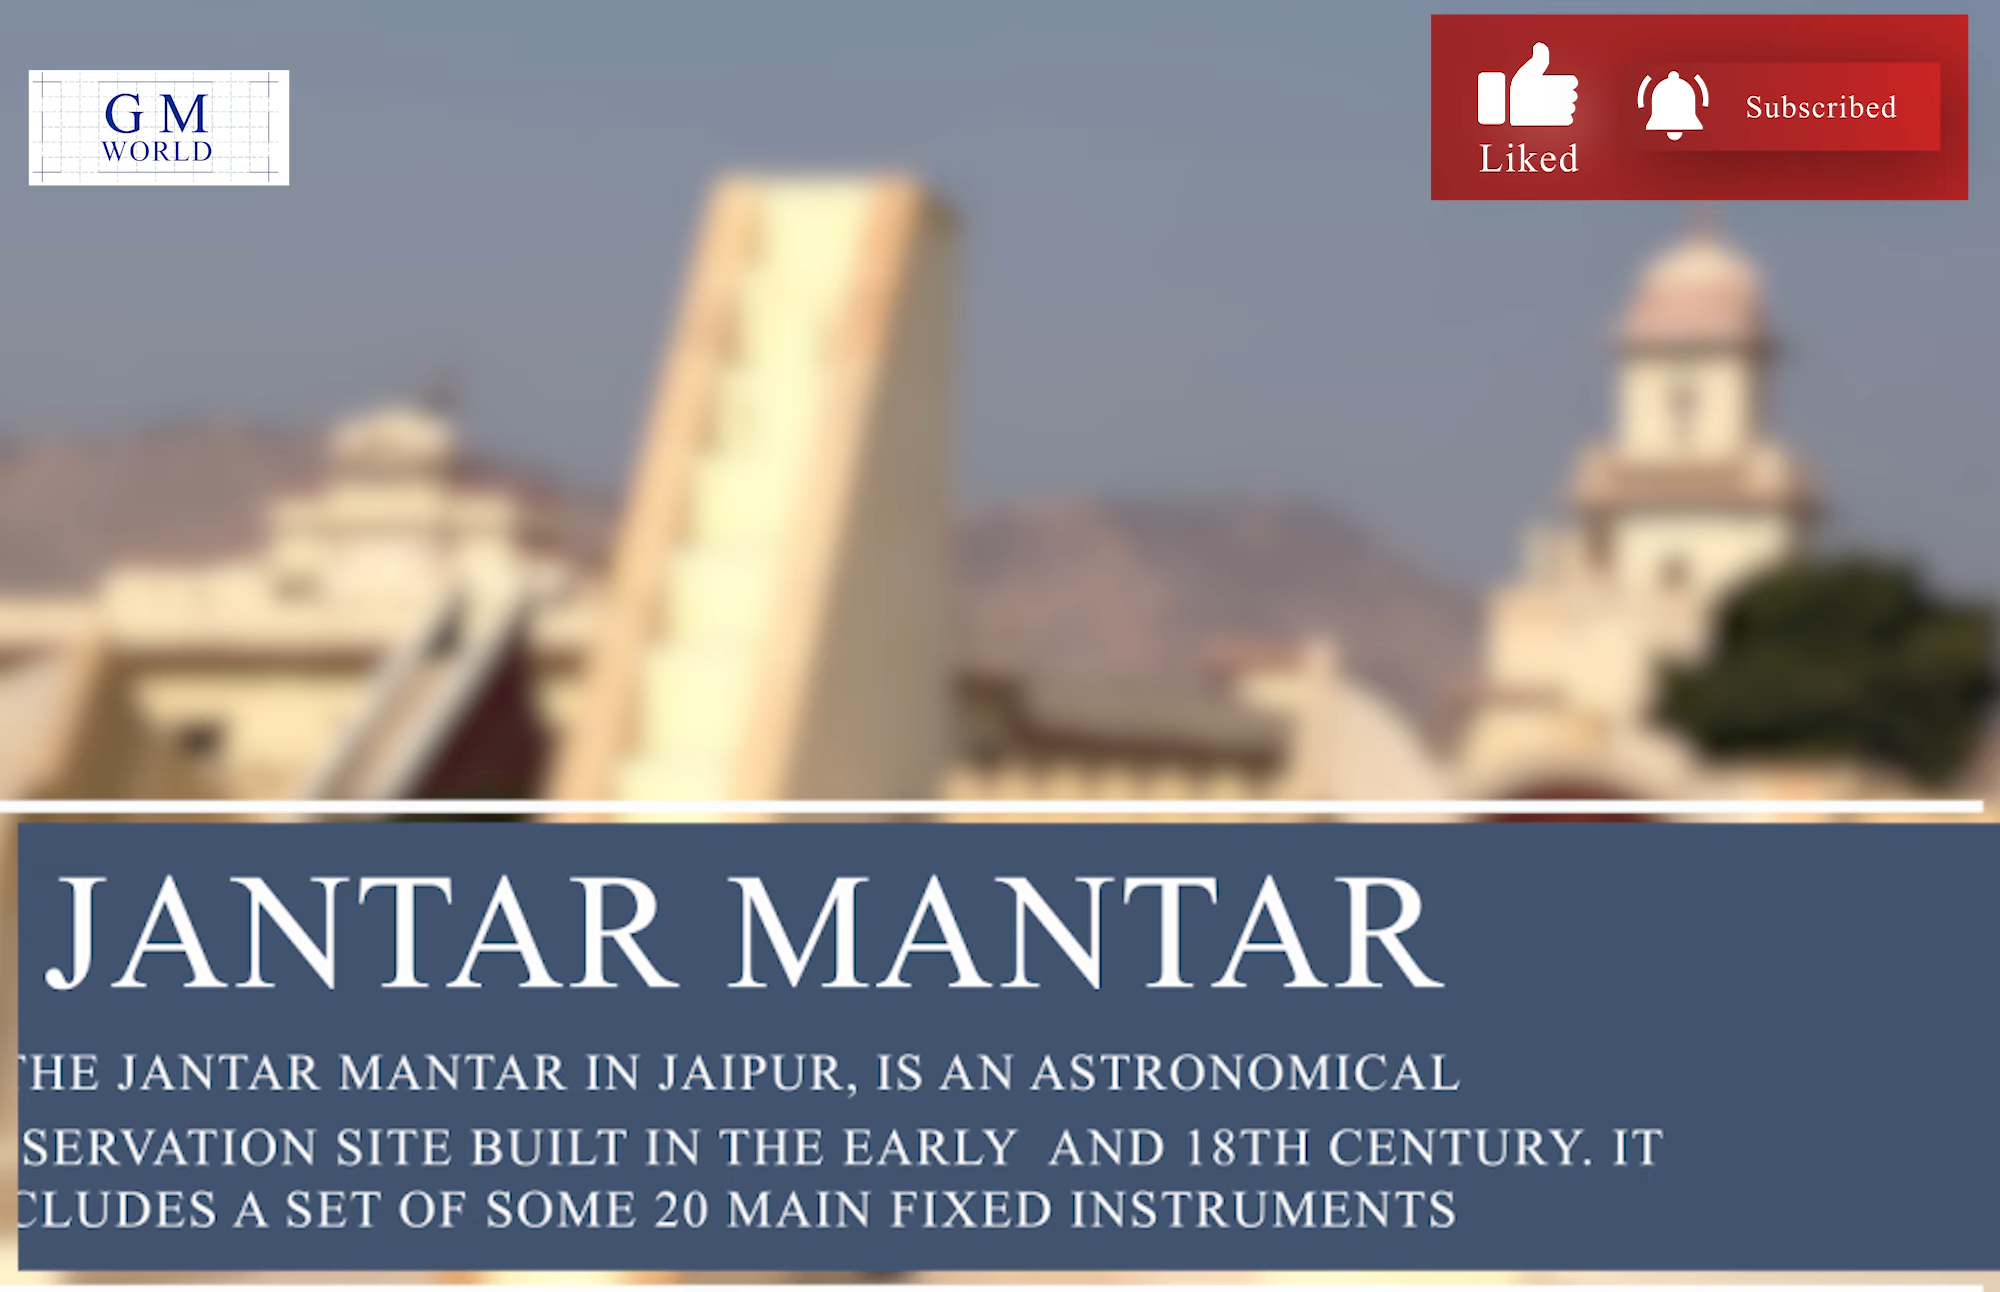 G M
WORLD
Liked
Subscribed
JANTAR MANTAR
THE JANTAR MANTAR IN JAIPUR, IS AN ASTRONOMICAL
SERVATION SITE BUILT IN THE EARLY AND 18TH CENTURY. IT
CLUDES A SET OF SOME 20 MAIN FIXED INSTRUMENTS